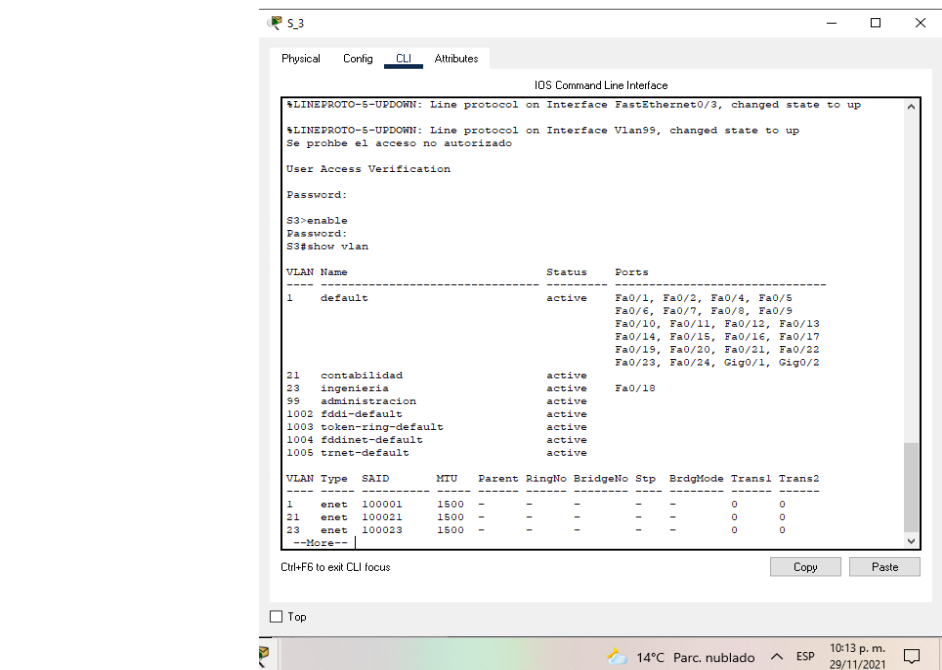 S_3
Physical Config CLI Attributes
IOS Command Line Interface
%LINEPROTO-5-UPDOWN: Line protocol on Interface FastEthernet0/3, changed state to up
%LINEPROTO-5-UPDOWN: Line protocol on Interface Vlan99, changed state to up
Se prohbe el acceso no autorizado
User Access Verification
Password:
S3>enable
Password:
S3#show vlan
VLAN Name Status Ports
---- -------------------------------- --------- -------------------------------
1 default active Fa0/1, Fa0/2, Fa0/4, Fa0/5
Fa0/6, Fa0/7, Fa0/8, Fa0/9
Fa0/10, Fa0/11, Fa0/12, Fa0/13
Fa0/14, Fa0/15, Fa0/16, Fa0/17
Fa0/19, Fa0/20, Fa0/21, Fa0/22
Fa0/23, Fa0/24, Gig0/1, Gig0/2
21 contabilidad active
23 ingenieria active Fa0/18
99 administracion active
1002 fddi-default active
1003 token-ring-default active
1004 fddinet-default active
1005 trnet-default active
VLAN Type SAID MTU Parent RingNo BridgeNo Stp BrdgMode Trans1 Trans2
---- ----- ---------- ----- ------ ------ -------- ---- -------- ------ ------
1 enet 100001 1500 - - - - - 0 0
21 enet 100021 1500 - - - - - 0 0
23 enet 100023 1500 - - - - - 0 0
--More--
Ctrl+F6 to exit CLI focus
Copy Paste
Top
14°C Parc. nublado ESP 10:13 p. m.
29/11/2021